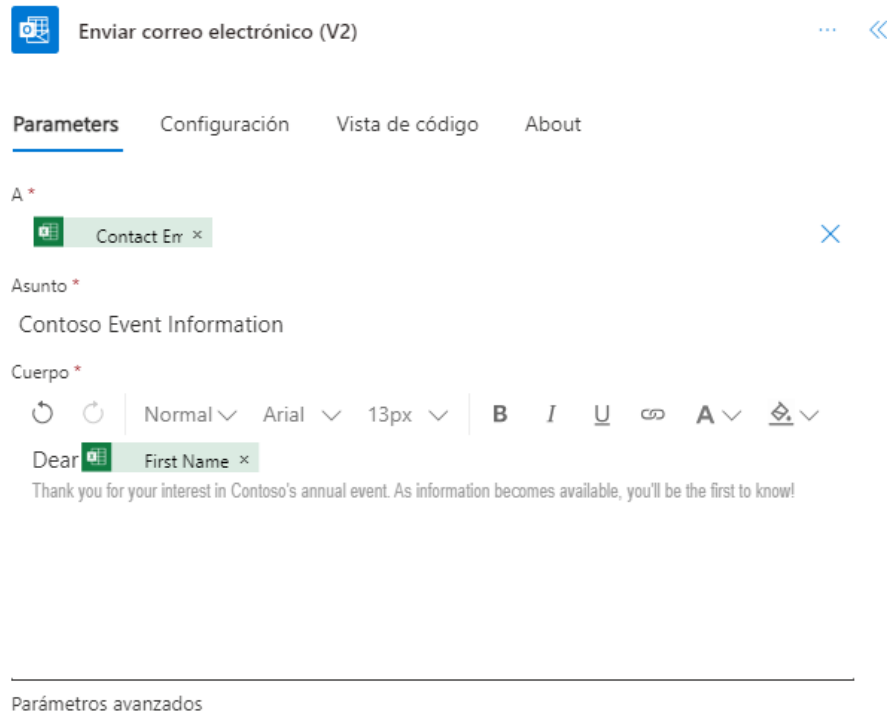 Enviar correo electrónico (V2)
Parameters Configuración Vista de código About
A *
Contact Em ×
Asunto *
Contoso Event Information
Cuerpo *
Normal Arial 13px B I U A
Dear First Name ×
Thank you for your interest in Contoso's annual event. As information becomes available, you'll be the first to know!
Parámetros avanzados